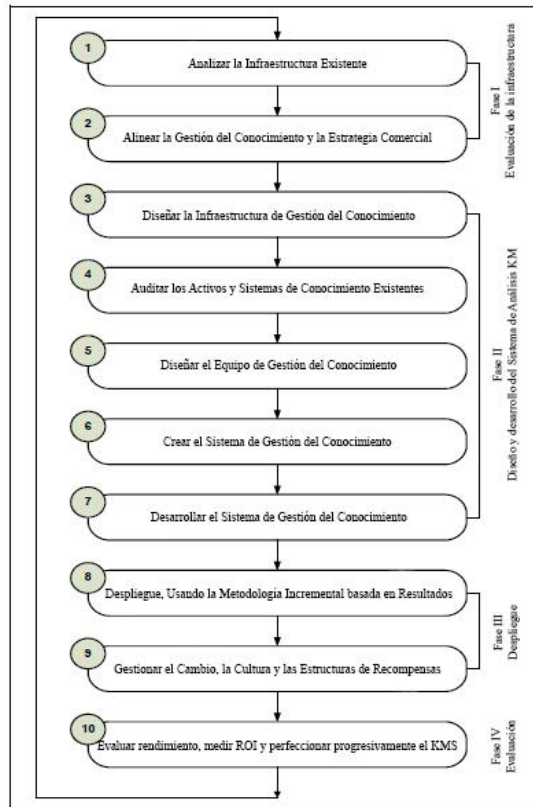 1
Analizar la Infraestructura Existente
2
Alinear la Gestión del Conocimiento y la Estrategia Comercial
Fase I
Evaluación de la infraestructura
3
Diseñar la Infraestructura de Gestión del Conocimiento
4
Auditar los Activos y Sistemas de Conocimiento Existentes
5
Diseñar el Equipo de Gestión del Conocimiento
6
Crear el Sistema de Gestión del Conocimiento
7
Desarrollar el Sistema de Gestión del Conocimiento
Fase II
Diseño y desarrollo del Sistema de Análisis KM
8
Despliegue, Usando la Metodología Incremental basada en Resultados
9
Gestionar el Cambio, la Cultura y las Estructuras de Recompensas
Fase III
Despliegue
10
Evaluar rendimiento, medir ROI y perfeccionar progresivamente el KMS
Fase IV
Evaluación